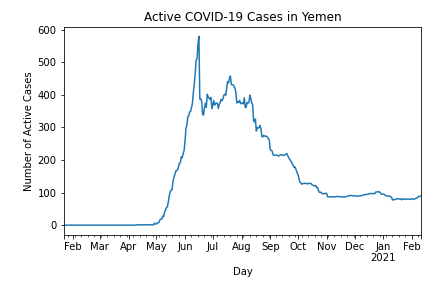 Active COVID-19 Cases in Yemen
Number of Active Cases
600
500
400
300
200
100
0
Feb Mar Apr May Jun Jul Aug Sep Oct Nov Dec Jan Feb
2021
Day